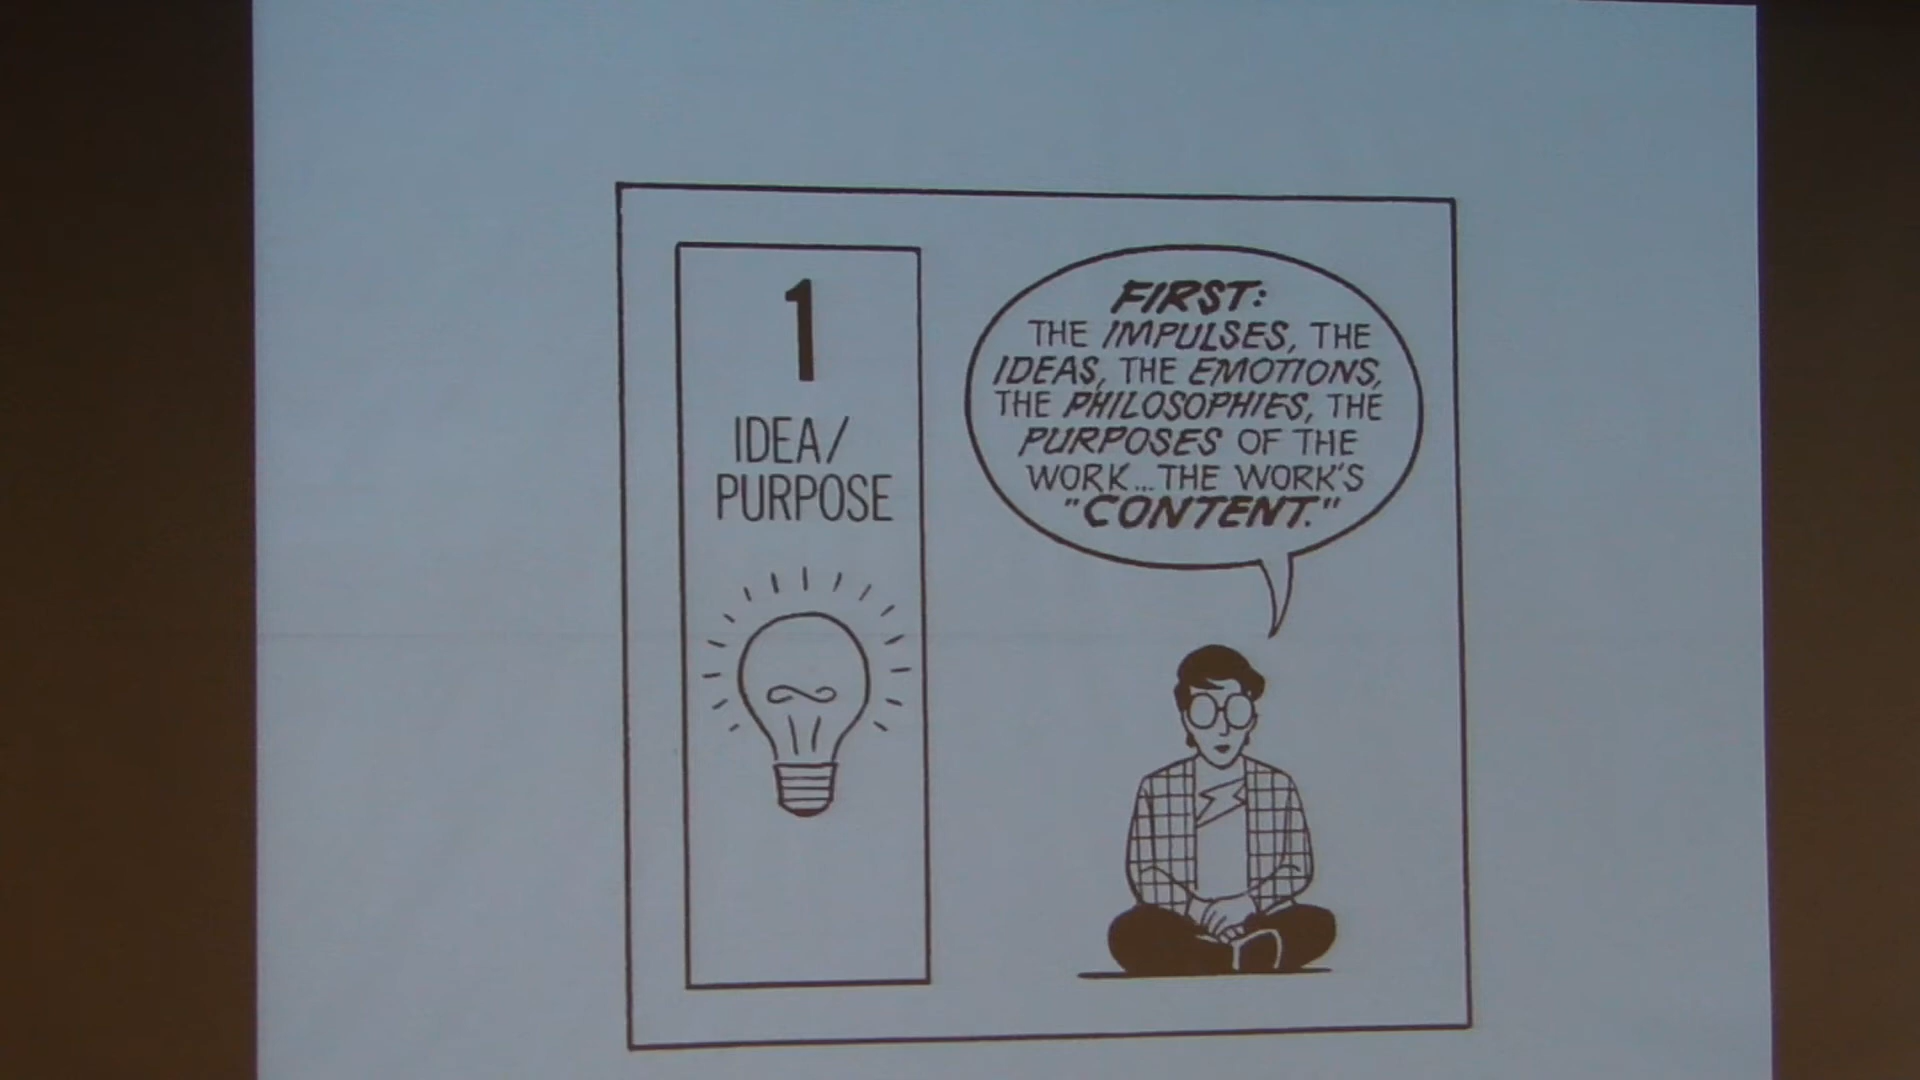 1
IDEA/
PURPOSE
FIRST:
THE IMPULSES, THE
IDEAS, THE EMOTIONS,
THE PHILOSOPHIES, THE
PURPOSES OF THE
WORK...THE WORK'S
"CONTENT."